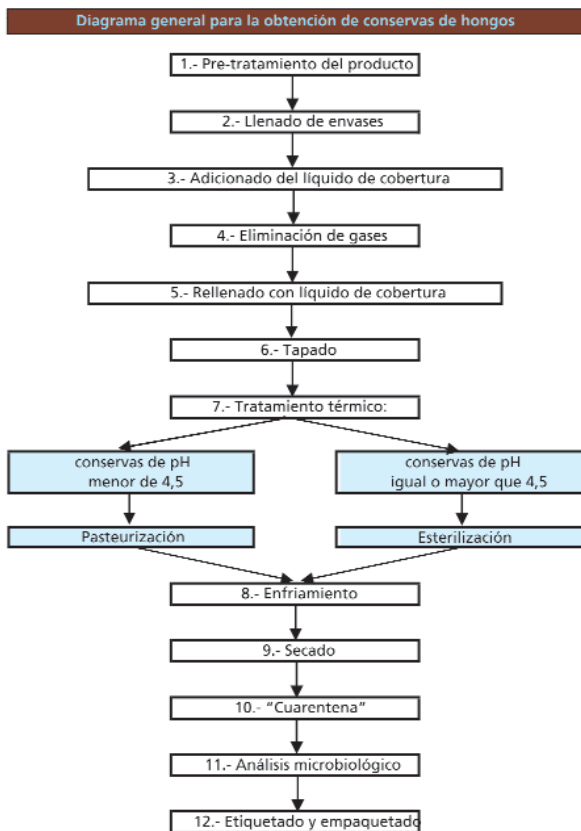 Diagrama general para la obtención de conservas de hongos
1.- Pre-tratamiento del producto
2.- Llenado de envases
3.- Adicionado del líquido de cobertura
4.- Eliminación de gases
5.- Rellenado con líquido de cobertura
6.- Tapado
7.- Tratamiento térmico:
conservas de pH
menor de 4,5
conservas de pH
igual o mayor que 4,5
Pasteurización
Esterilización
8.- Enfriamiento
9.- Secado
10.- “Cuarentena”
11.- Análisis microbiológico
12.- Etiquetado y empaquetado